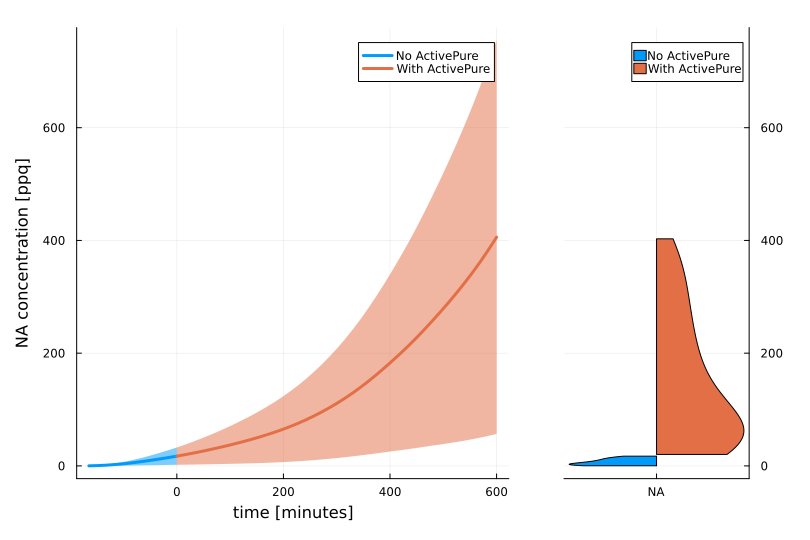 No ActivePure
With ActivePure
NA concentration [ppq]
600
400
200
0
0 200 400 600
time [minutes]
No ActivePure
With ActivePure
600
400
200
0
NA